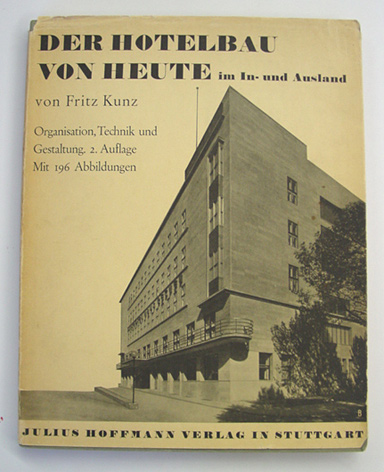 DER HOTELBAU
VON HEUTE im In- und Ausland
von Fritz Kunz
Organisation, Technik und
Gestaltung. 2. Auflage
Mit 196 Abbildungen
JULIUS HOFFMANN VERLAG IN STUTTGART